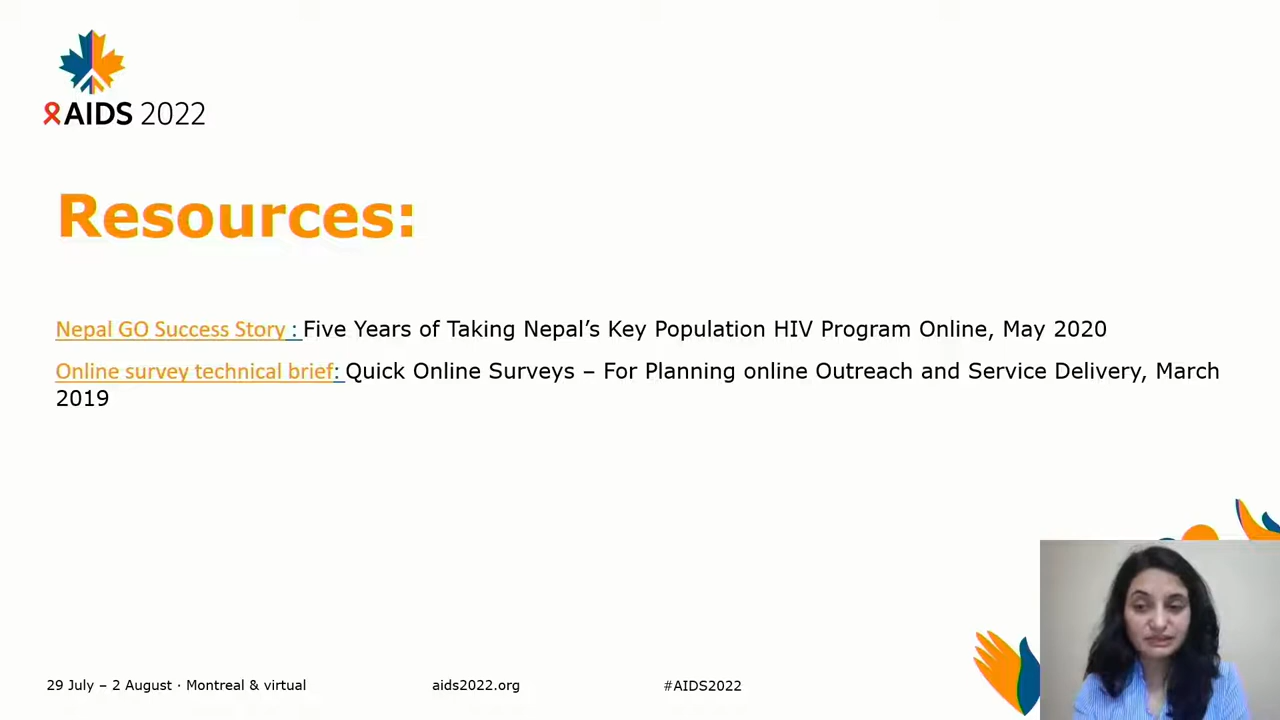 AIDS 2022
Resources:
Nepal GO Success Story : Five Years of Taking Nepal’s Key Population HIV Program Online, May 2020
Online survey technical brief: Quick Online Surveys – For Planning online Outreach and Service Delivery, March
2019
29 July – 2 August · Montreal & virtual
aids2022.org
#AIDS2022